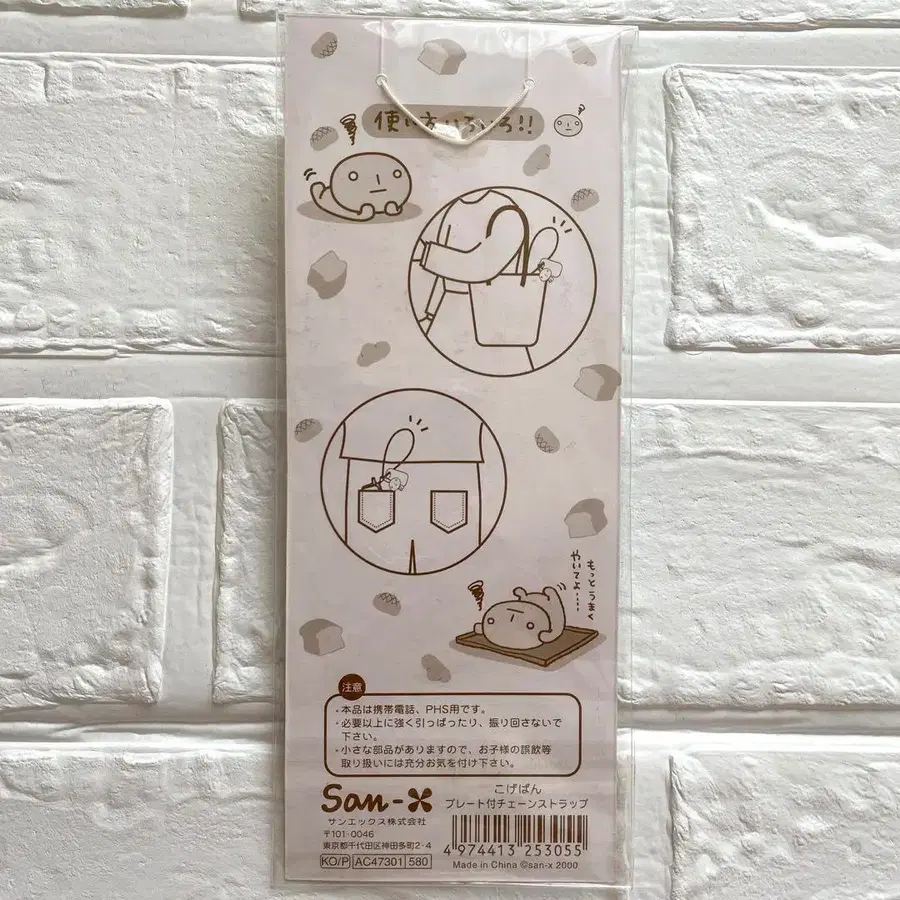 使い方いろいろ!!
もっとうまく
やいてよ……
注意
・本品は携帯電話、PHS用です。
・必要以上に強く引っぱったり、振り回さないで
下さい。
・小さな部品がありますので、お子様の誤飲等
取り扱いには充分お気を付け下さい。
San-X
サンエックス株式会社
〒101-0046
東京都千代田区神田多町2-4
KO/P AC47301 580
こげぱん
プレート付チェーンストラップ
4 974413 253055
Made in China ©san-x 2000